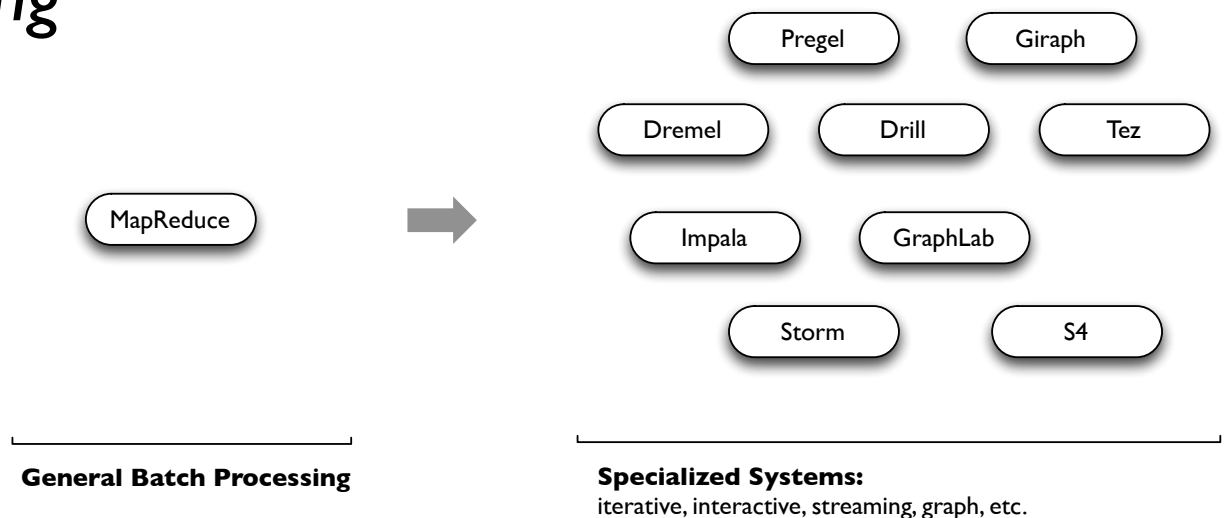 Pregel Giraph
Dremel Drill Tez
MapReduce
Impala GraphLab
Storm S4
General Batch Processing
Specialized Systems:
iterative, interactive, streaming, graph, etc.